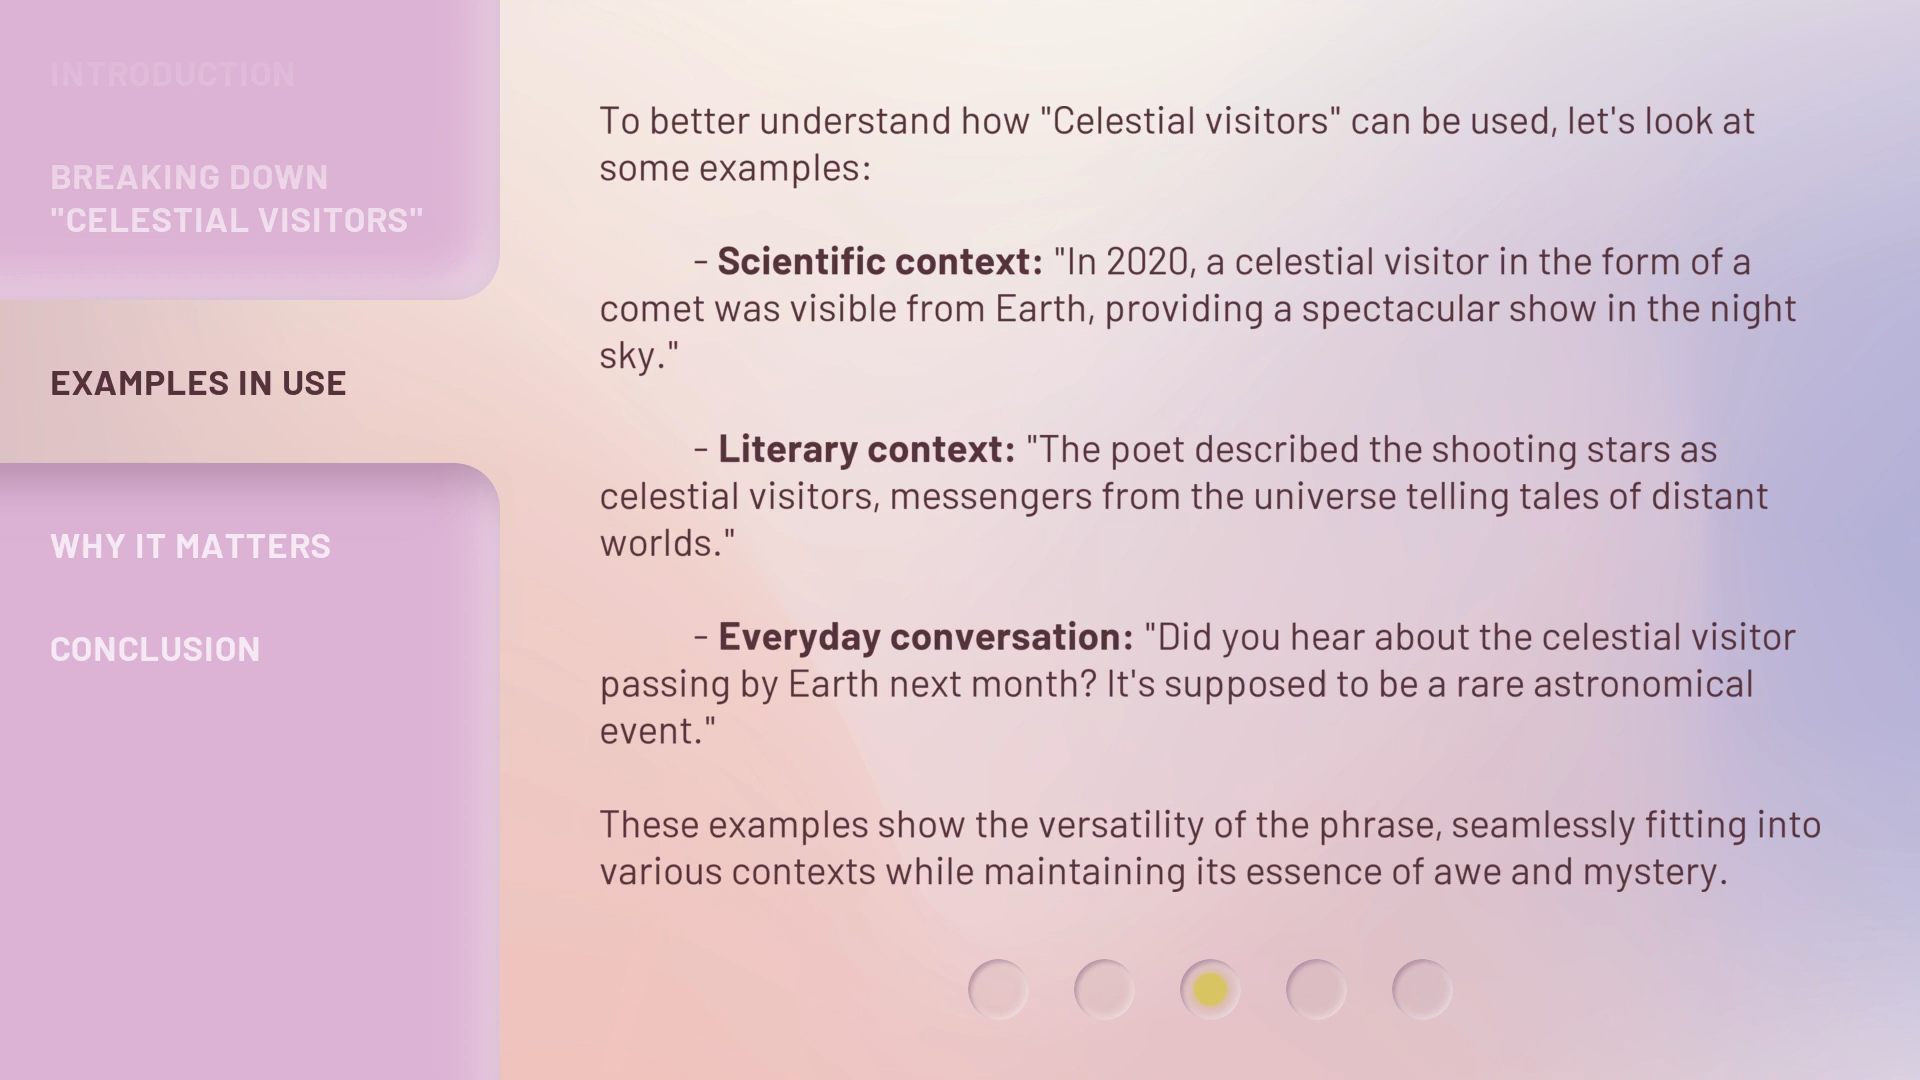 INTRODUCTION
BREAKING DOWN
"CELESTIAL VISITORS"
EXAMPLES IN USE
WHY IT MATTERS
CONCLUSION
To better understand how "Celestial visitors" can be used, let's look at
some examples:
- Scientific context: "In 2020, a celestial visitor in the form of a
comet was visible from Earth, providing a spectacular show in the night
sky."
- Literary context: "The poet described the shooting stars as
celestial visitors, messengers from the universe telling tales of distant
worlds."
- Everyday conversation: "Did you hear about the celestial visitor
passing by Earth next month? It's supposed to be a rare astronomical
event."
These examples show the versatility of the phrase, seamlessly fitting into
various contexts while maintaining its essence of awe and mystery.